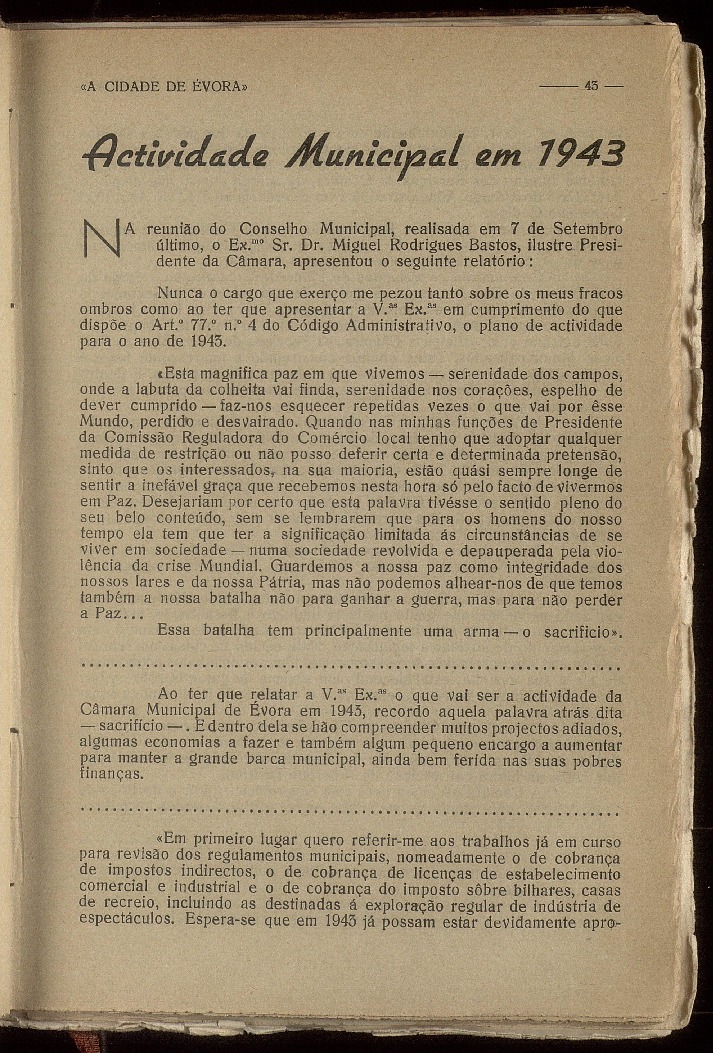 «A CIDADE DE ÉVORA» —— 43 —
Actividade Municipal em 1943
NA reunião do Conselho Municipal, realisada em 7 de Setembro
último, o Ex.mo Sr. Dr. Miguel Rodrigues Bastos, ilustre Presi-
dente da Câmara, apresentou o seguinte relatório:
Nunca o cargo que exerço me pezou tanto sobre os meus fracos
ombros como ao ter que apresentar a V.as Ex.as em cumprimento do que
dispõe o Art.º 77.º n.º 4 do Código Administrativo, o plano de actividade
para o ano de 1943.
«Esta magnifica paz em que vivemos — serenidade dos campos,
onde a labuta da colheita vai finda, serenidade nos corações, espelho de
dever cumprido — faz-nos esquecer repetidas vezes o que vai por êsse
Mundo, perdido e desvairado. Quando nas minhas funções de Presidente
da Comissão Reguladora do Comércio local tenho que adoptar qualquer
medida de restrição ou não posso deferir certa e determinada pretensão,
sinto que os interessados, na sua maioria, estão quási sempre longe de
sentir a inefável graça que recebemos nesta hora só pelo facto de vivermos
em Paz. Desejariam por certo que esta palavra tivésse o sentido pleno do
seu belo conteúdo, sem se lembrarem que para os homens do nosso
tempo ela tem que ter a significação limitada ás circunstâncias de se
viver em sociedade — numa sociedade revolvida e depauperada pela vio-
lência da crise Mundial. Guardemos a nossa paz como integridade dos
nossos lares e da nossa Pátria, mas não podemos alhear-nos de que temos
também a nossa batalha não para ganhar a guerra, mas para não perder
a Paz...
Essa batalha tem principalmente uma arma — o sacrificio».
....................................................................
Ao ter que relatar a V.as Ex.as o que vai ser a actividade da
Câmara Municipal de Évora em 1943, recordo aquela palavra atrás dita
— sacrifício —. E dentro dela se hão compreender muitos projectos adiados,
algumas economias a fazer e também algum pequeno encargo a aumentar
para manter a grande barca municipal, ainda bem ferida nas suas pobres
finanças.
....................................................................
«Em primeiro lugar quero referir-me aos trabalhos já em curso
para revisão dos regulamentos municipais, nomeadamente o de cobrança
de impostos indirectos, o de cobrança de licenças de estabelecimento
comercial e industrial e o de cobrança do imposto sôbre bilhares, casas
de recreio, incluindo as destinadas á exploração regular de indústria de
espectáculos. Espera-se que em 1943 já possam estar devidamente apro-